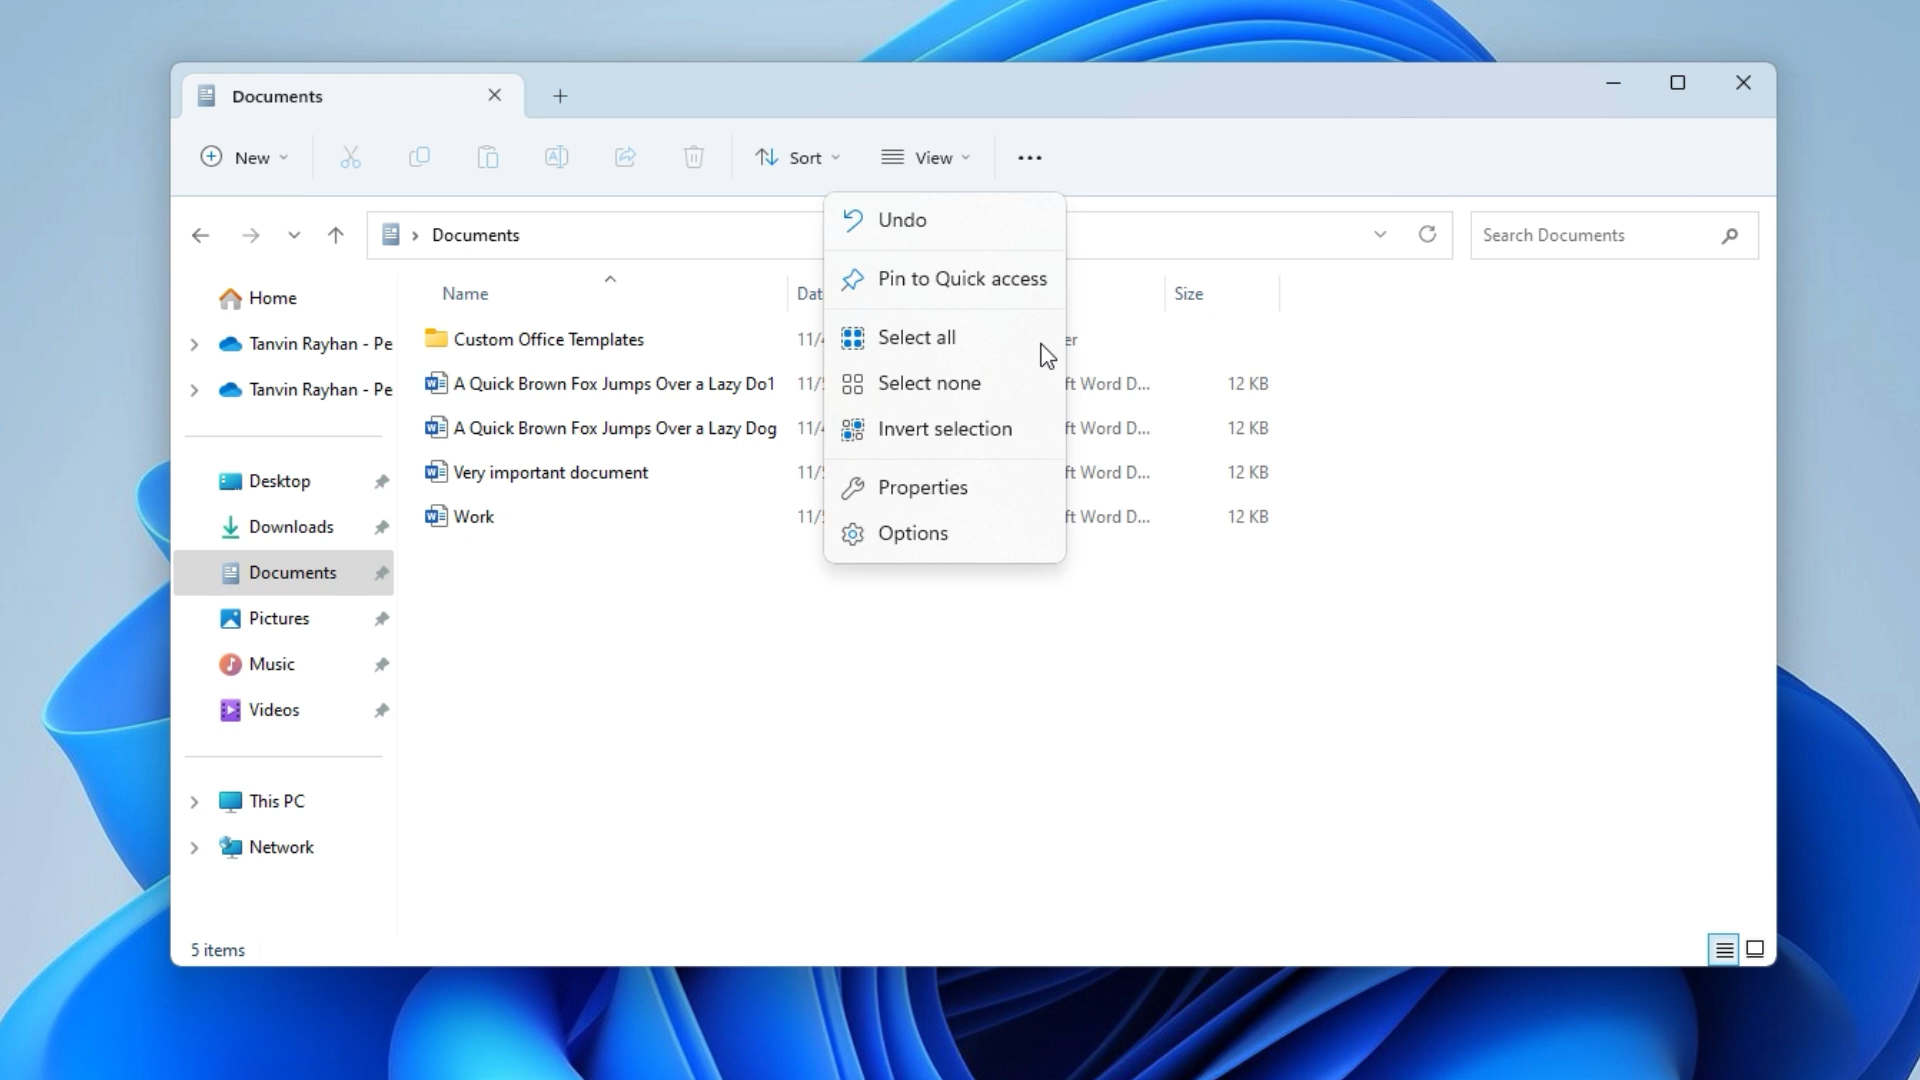 Documents
New
Sort
View
Documents
Search Documents
Undo
Pin to Quick access
Select all
Select none
Invert selection
Properties
Options
Home
Tanvin Rayhan - Pe
Tanvin Rayhan - Pe
Desktop
Downloads
Documents
Pictures
Music
Videos
This PC
Network
Name Dat Size
Custom Office Templates 11/ er
A Quick Brown Fox Jumps Over a Lazy Do1 11/ ft Word D... 12 KB
A Quick Brown Fox Jumps Over a Lazy Dog 11/ ft Word D... 12 KB
Very important document 11/ ft Word D... 12 KB
Work 11/ ft Word D... 12 KB
5 items